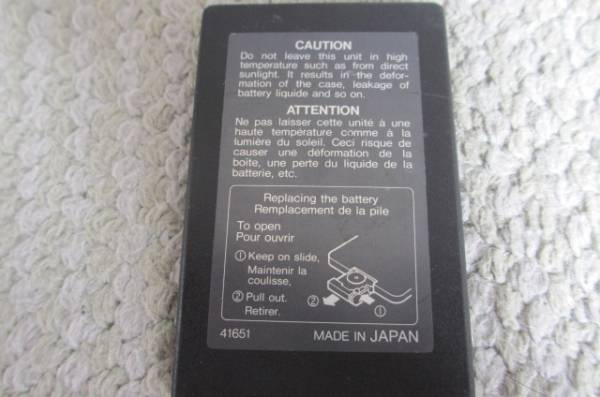 CAUTION
Do not leave this unit in high
temperature such as from direct
sunlight. It results in the defor-
mation of the case, leakage of
battery liquide and so on.
ATTENTION
Ne pas laisser cette unité à une
haute température comme à la
lumière du soleil. Ceci risque de
causer une déformation de la
boite, une perte du liquide de la
batterie, etc.
Replacing the battery
Remplacement de la pile
To open
Pour ouvrir
① Keep on slide,
Maintenir la
coulisse,
② Pull out.
Retirer.
②
①
41651
MADE IN JAPAN